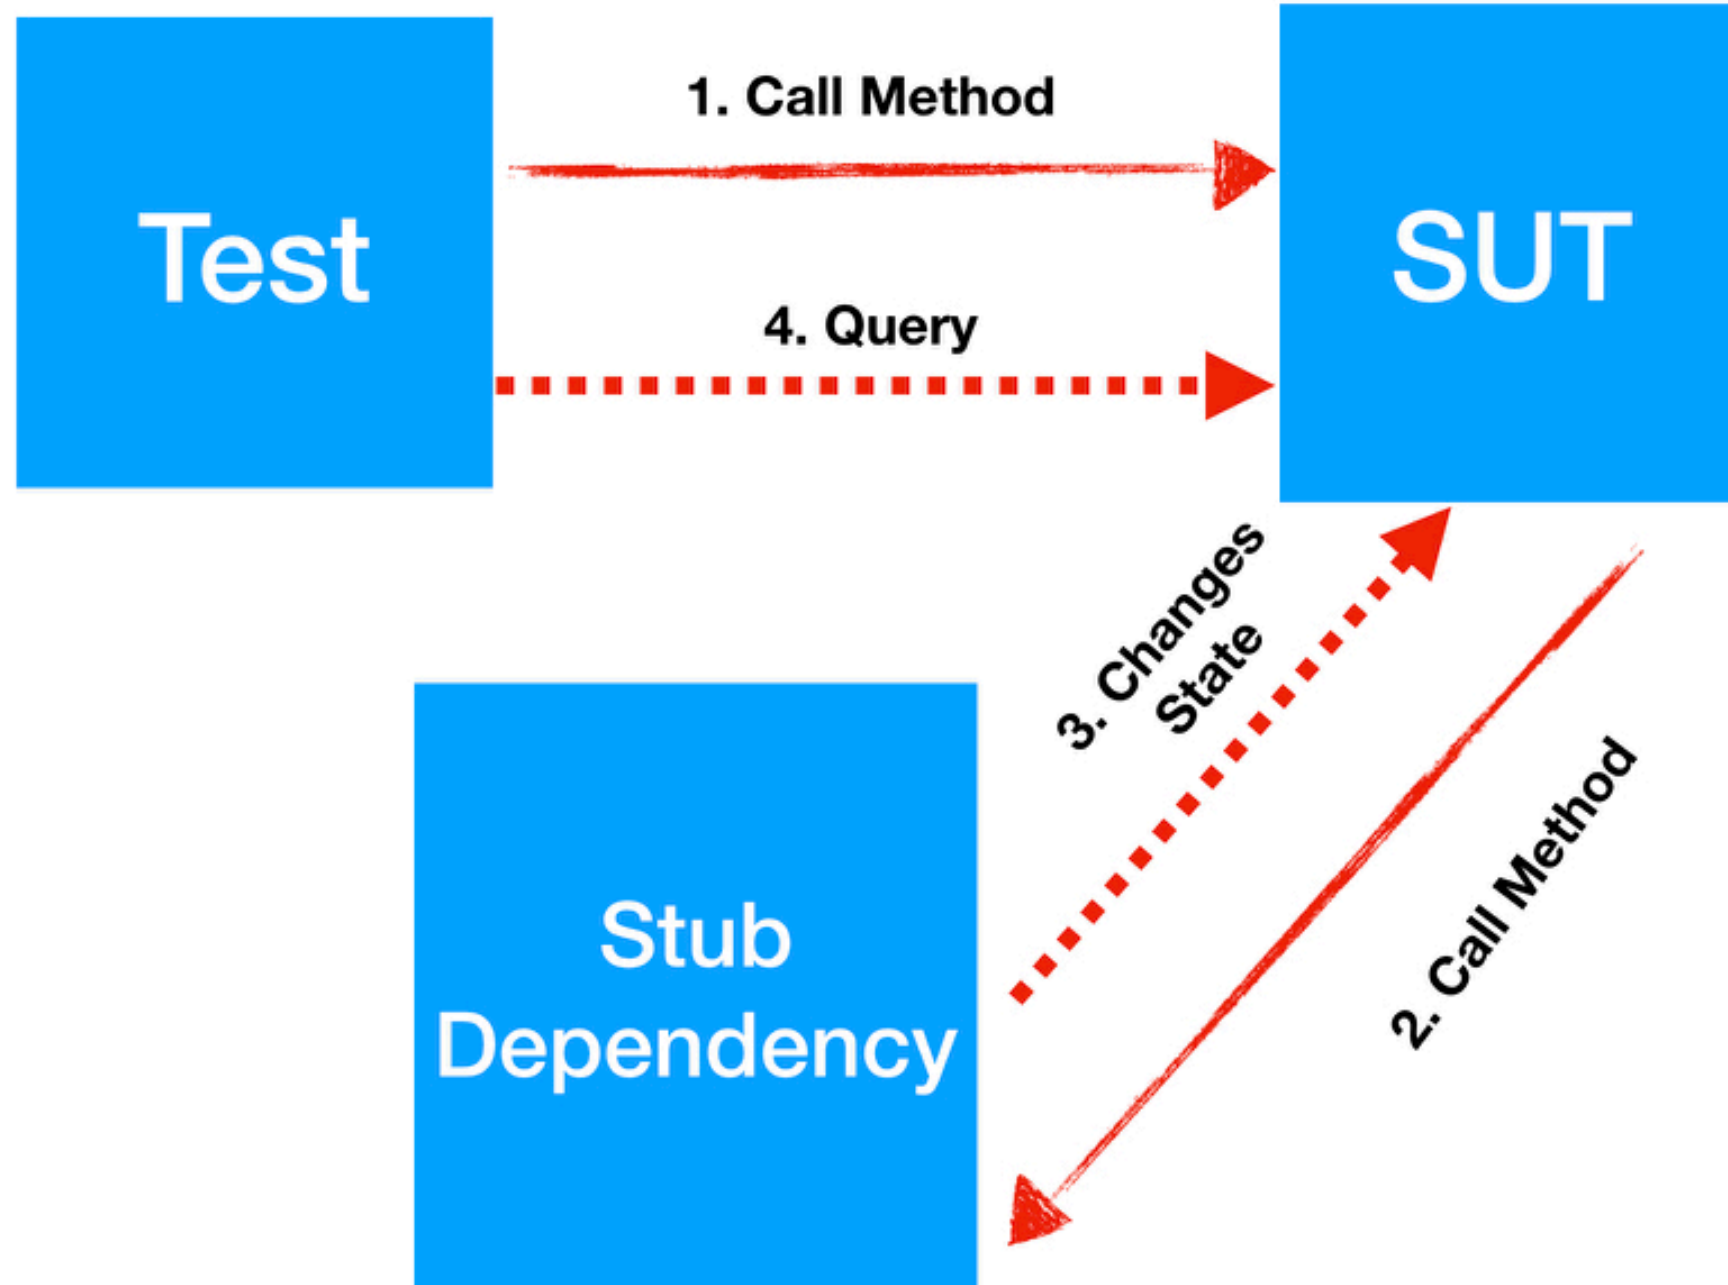 Test
1. Call Method
SUT
4. Query
3. Changes
State
2. Call Method
Stub
Dependency